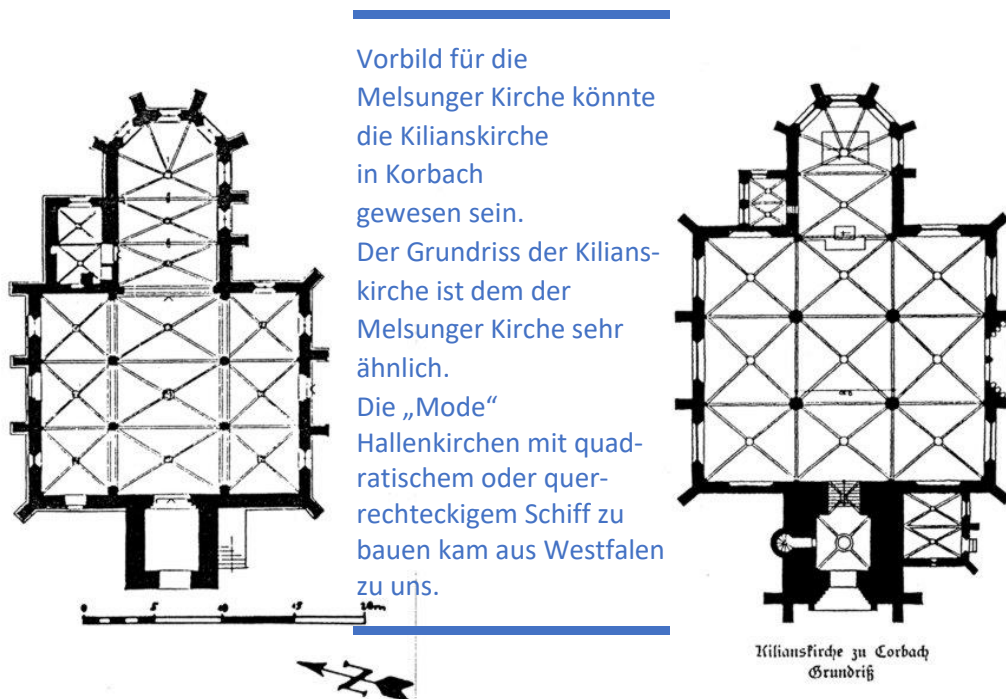 Vorbild für die
Melsunger Kirche könnte
die Kilianskirche
in Korbach
gewesen sein.
Der Grundriss der Kilians-
kirche ist dem der
Melsunger Kirche sehr
ähnlich.
Die „Mode“
Hallenkirchen mit quad-
ratischem oder quer-
rechteckigem Schiff zu
bauen kam aus Westfalen
zu uns.
0 5 10 15 20m
N
Kilianskirche zu Corbach
Grundriß